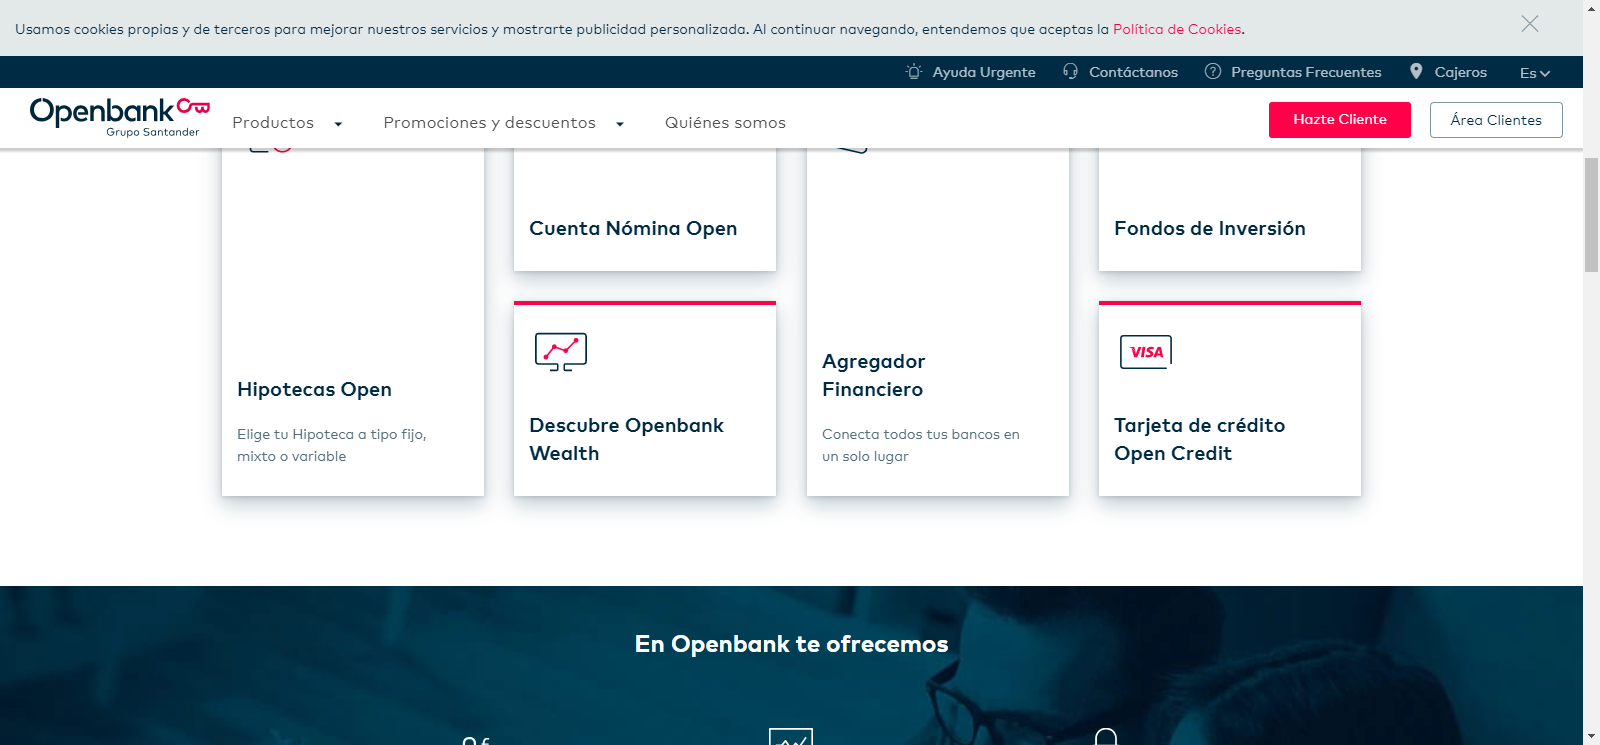 Usamos cookies propias y de terceros para mejorar nuestros servicios y mostrarte publicidad personalizada. Al continuar navegando, entendemos que aceptas la Política de Cookies.
Ayuda Urgente
Contáctanos
Preguntas Frecuentes
Cajeros
Es
Openbank
Grupo Santander
Productos
Promociones y descuentos
Quiénes somos
Hazte Cliente
Área Clientes
Cuenta Nómina Open
Fondos de Inversión
Hipotecas Open
Elige tu Hipoteca a tipo fijo,
mixto o variable
Descubre Openbank
Wealth
Agregador
Financiero
Conecta todos tus bancos en
un solo lugar
VISA
Tarjeta de crédito
Open Credit
En Openbank te ofrecemos